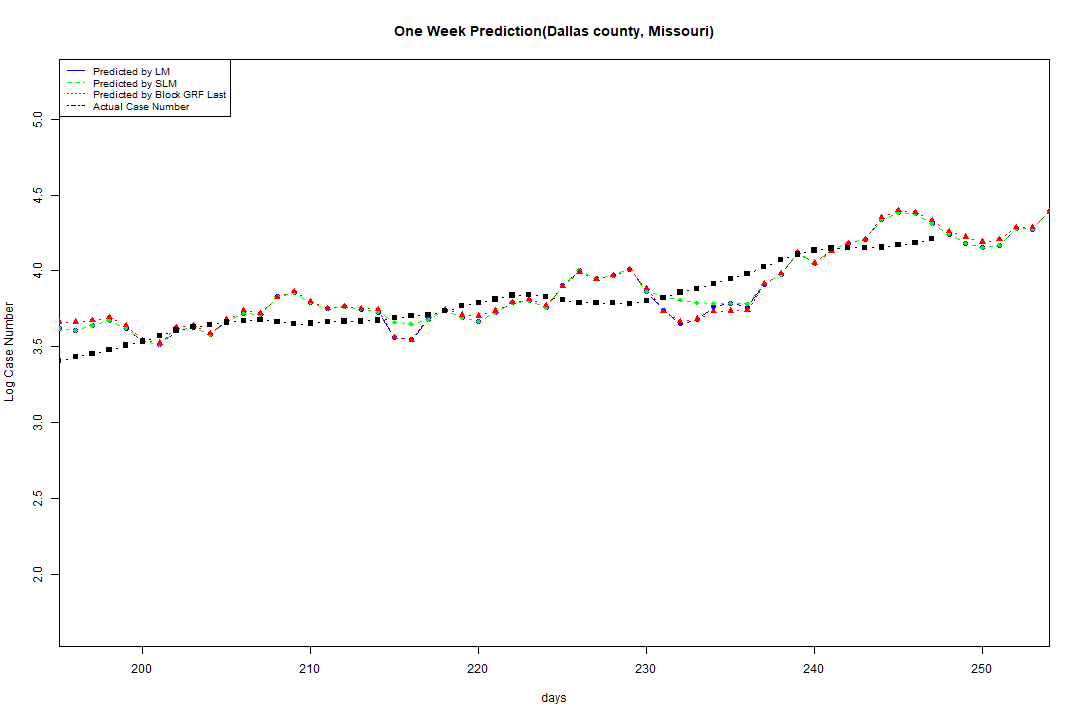 One Week Prediction(Dallas county, Missouri)
Predicted by LM
Predicted by SLM
Predicted by Block GRF Last
Actual Case Number
5.0
4.5
4.0
3.5
3.0
2.5
2.0
Log Case Number
200 210 220 230 240 250
days